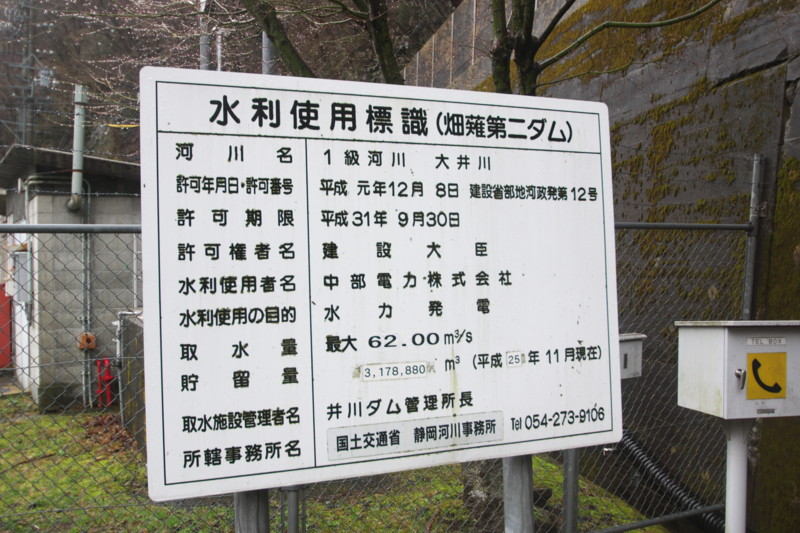 水利使用標識(畑薙第二ダム)
河川名 1級河川 大井川
許可年月日・許可番号 平成 元年12月 8日 建設省部地河政発第12号
許可期限 平成31年 9月30日
許可権者名 建設大臣
水利使用者名 中部電力・株式会社
水利使用の目的 水力発電
取水量 最大 62.00m³/s
貯留量 3,178,880 m³ (平成 25 年 11月現在)
取水施設管理者名 井川ダム管理所長
所轄事務所名 国土交通省 静岡河川事務所 Tel 054-273-9106
TEL BOX